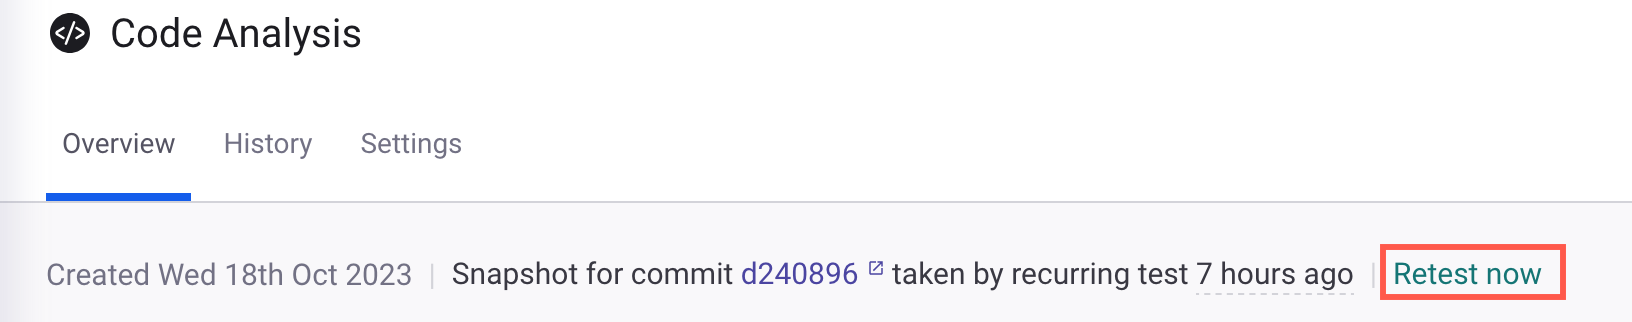 </> Code Analysis
Overview History Settings
Created Wed 18th Oct 2023 | Snapshot for commit d240896 taken by recurring test 7 hours ago | Retest now